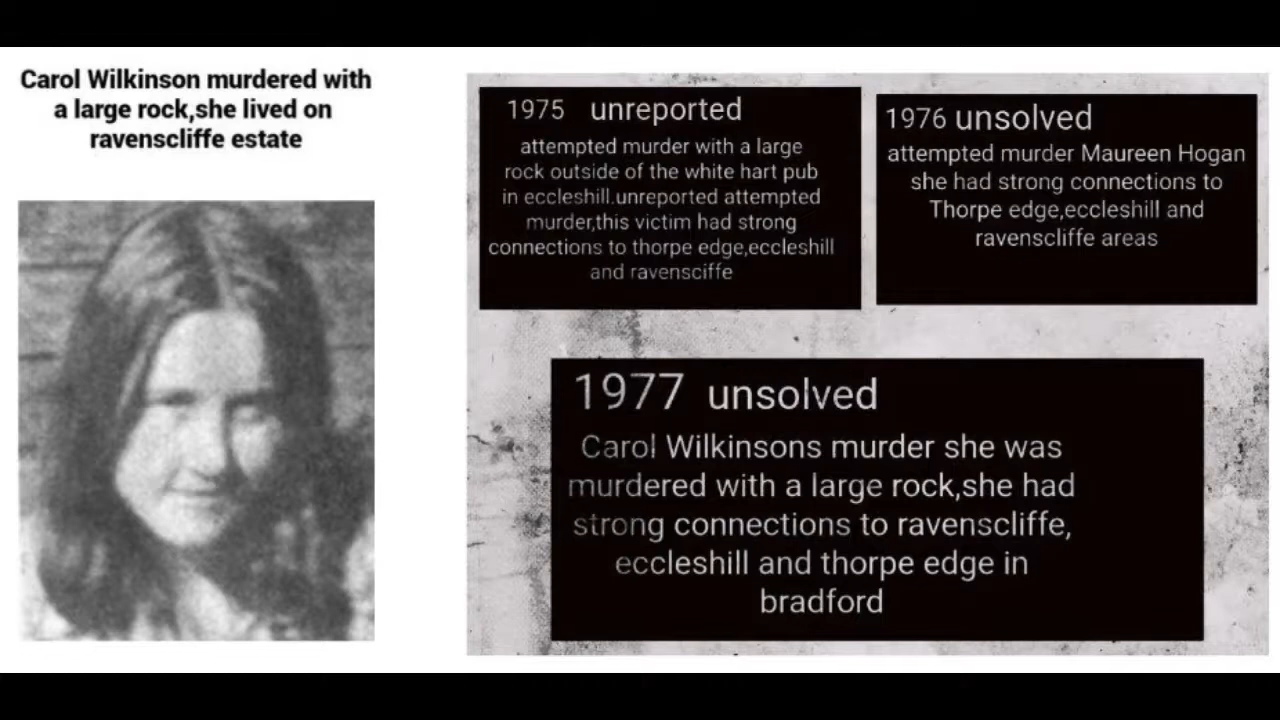 Carol Wilkinson murdered with
a large rock,she lived on
ravenscliffe estate
1975 unreported
attempted murder with a large
rock outside of the white hart pub
in eccleshill.unreported attempted
murder,this victim had strong
connections to thorpe edge,eccleshill
and ravensciffe
1976 unsolved
attempted murder Maureen Hogan
she had strong connections to
Thorpe edge,eccleshill and
ravenscliffe areas
1977 unsolved
Carol Wilkinsons murder she was
murdered with a large rock,she had
strong connections to ravenscliffe,
eccleshill and thorpe edge in
bradford